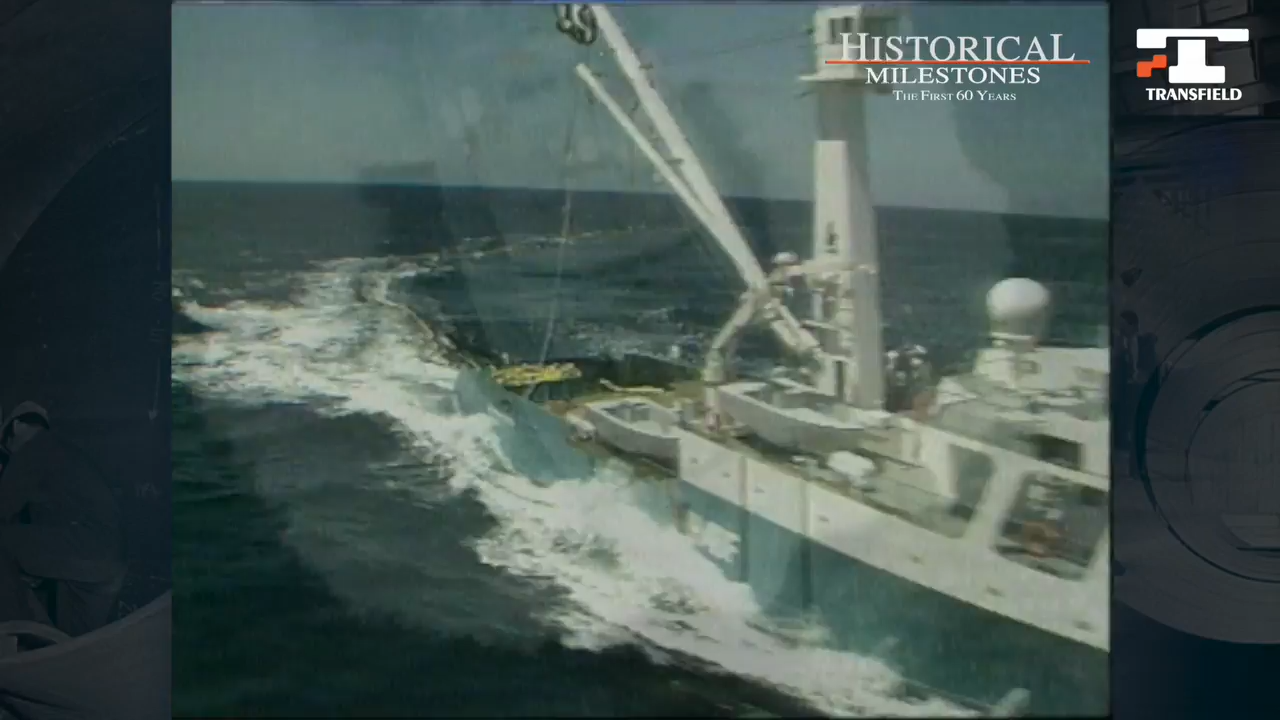 HISTORICAL
MILESTONES
THE FIRST 60 YEARS
TRANSFIELD